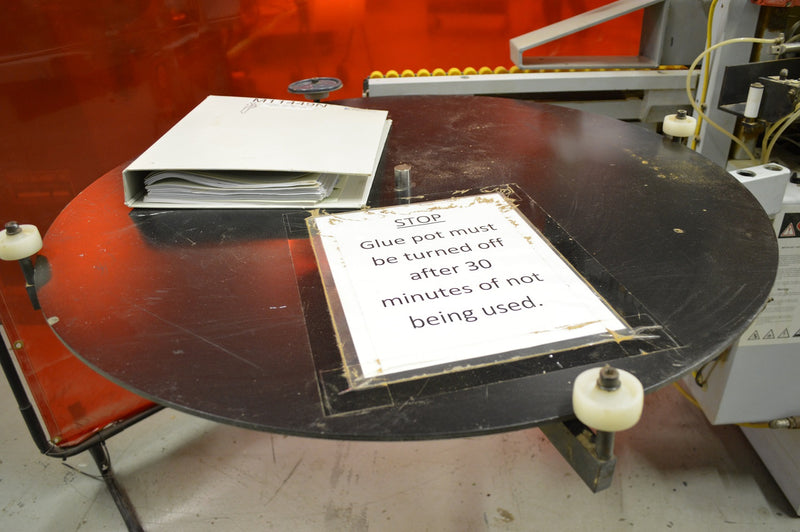 STOP
Glue pot must
be turned off
after 30
minutes of not
being used.